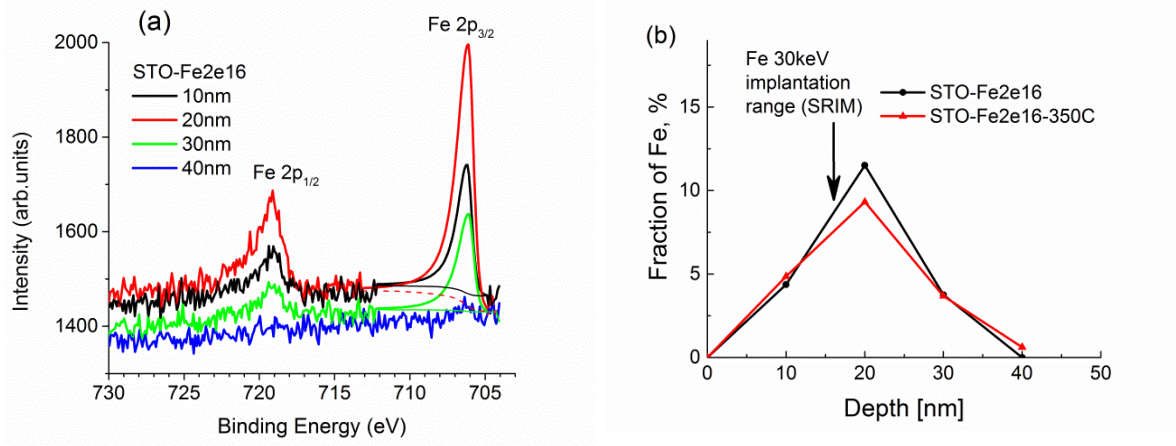 (a)
Fe 2p3/2
2000
STO-Fe2e16
10nm
20nm
30nm
40nm
1800
Fe 2p1/2
1600
1400
Intensity (arb.units)
730 725 720 715 710 705
Binding Energy (eV)
(b)
Fe 30keV
implantation
range (SRIM)
STO-Fe2e16
STO-Fe2e16-350C
15
10
5
0
Fraction of Fe, %
0 10 20 30 40 50
Depth [nm]